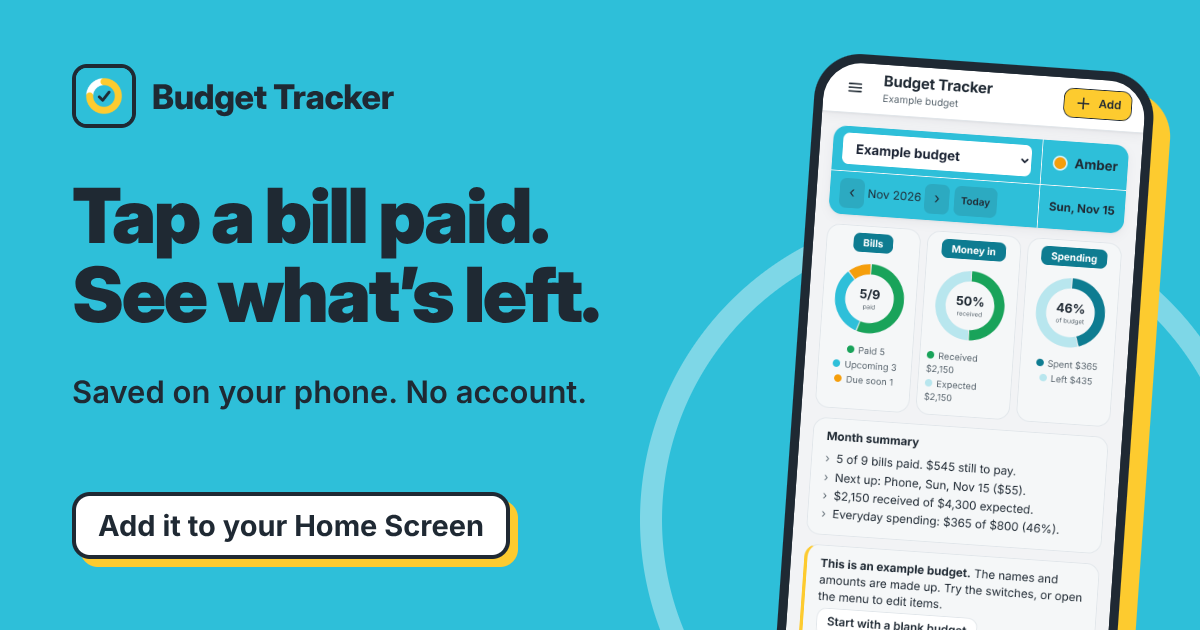 Budget Tracker
Tap a bill paid.
See what’s left.
Saved on your phone. No account.
Add it to your Home Screen
Budget Tracker
Example budget
Add
Example budget
Amber
Nov 2026
Today
Sun, Nov 15
Bills
5/9
paid
Paid 5
Upcoming 3
Due soon 1
Money in
50%
received
Received
$2,150
Expected
$2,150
Spending
46%
of budget
Spent $365
Left $435
Month summary
5 of 9 bills paid. $545 still to pay.
Next up: Phone, Sun, Nov 15 ($55).
$2,150 received of $4,300 expected.
Everyday spending: $365 of $800 (46%).
This is an example budget. The names and
amounts are made up. Try the switches, or open
the menu to edit items.
Start with a blank budget